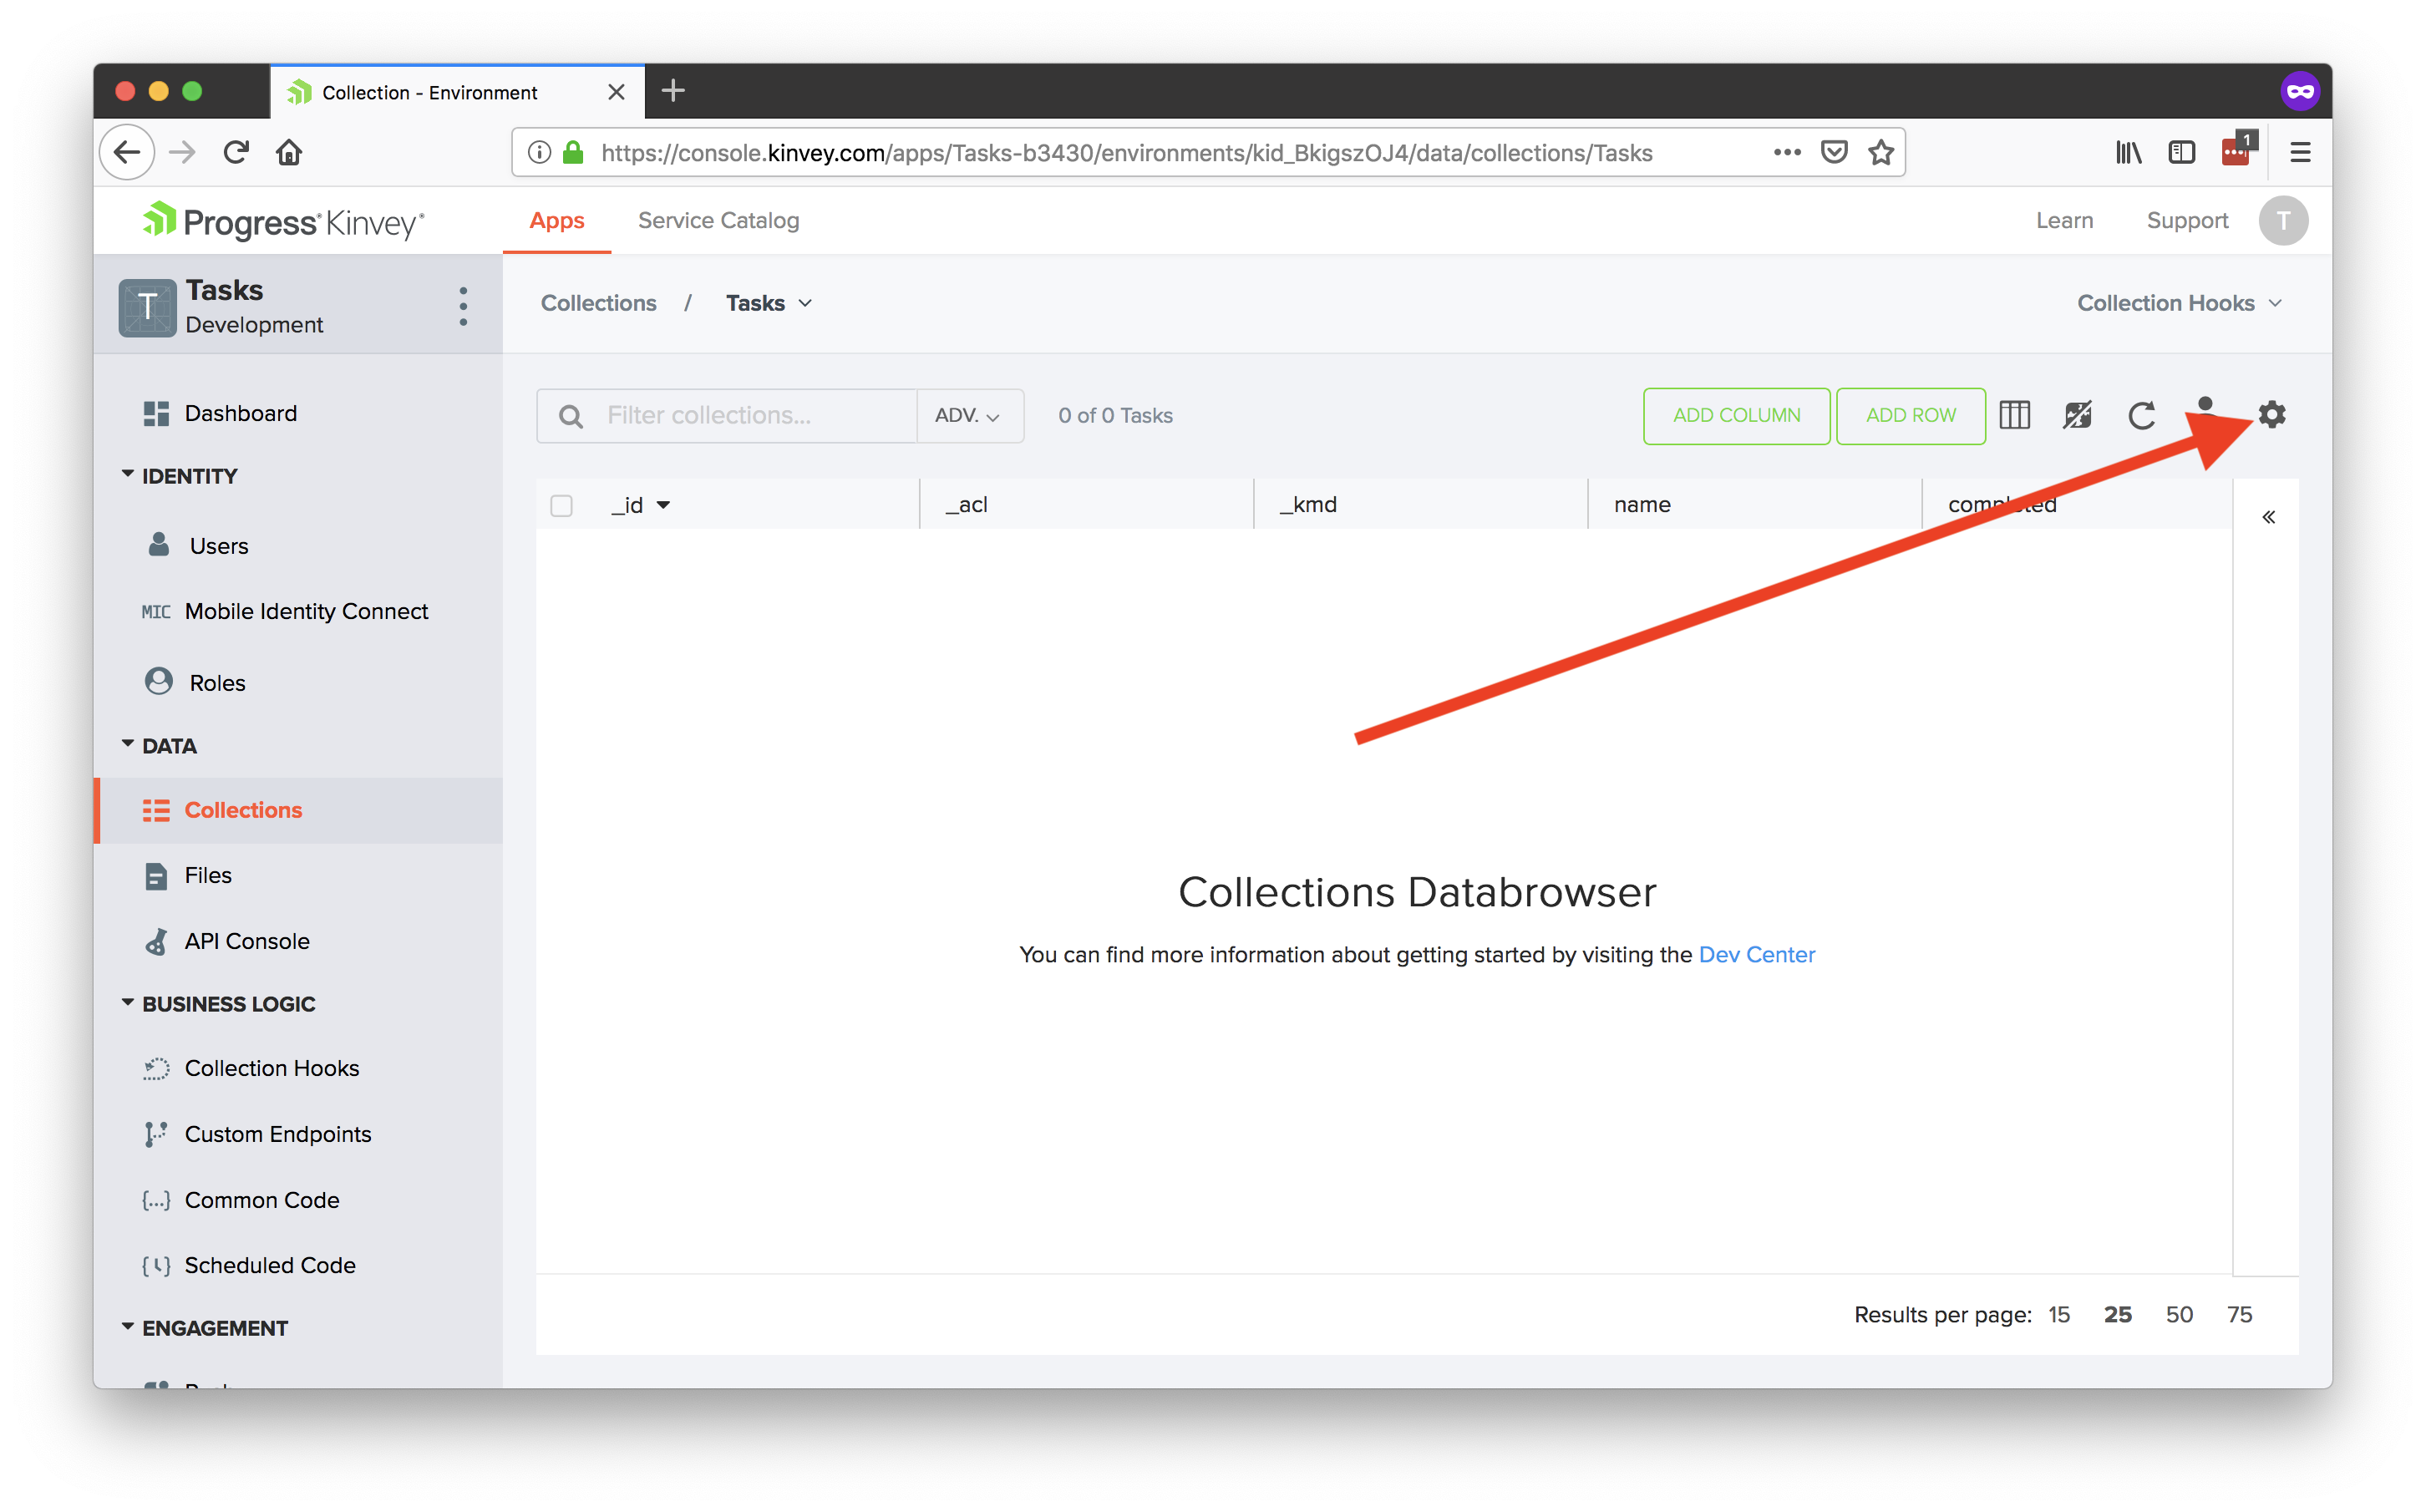 Collection - Environment
https://console.kinvey.com/apps/Tasks-b3430/environments/kid_BkigszOJ4/data/collections/Tasks
1
Progress Kinvey
Apps
Service Catalog
Learn
Support
T
T
Tasks
Development
Collections / Tasks
Collection Hooks
Dashboard
IDENTITY
Users
MIC Mobile Identity Connect
Roles
DATA
Collections
Files
API Console
BUSINESS LOGIC
Collection Hooks
Custom Endpoints
{...} Common Code
Scheduled Code
ENGAGEMENT
Filter collections...
ADV.
0 of 0 Tasks
ADD COLUMN
ADD ROW
_id
_acl
_kmd
name
completed
«
Collections Databrowser
You can find more information about getting started by visiting the Dev Center
Results per page: 15 25 50 75